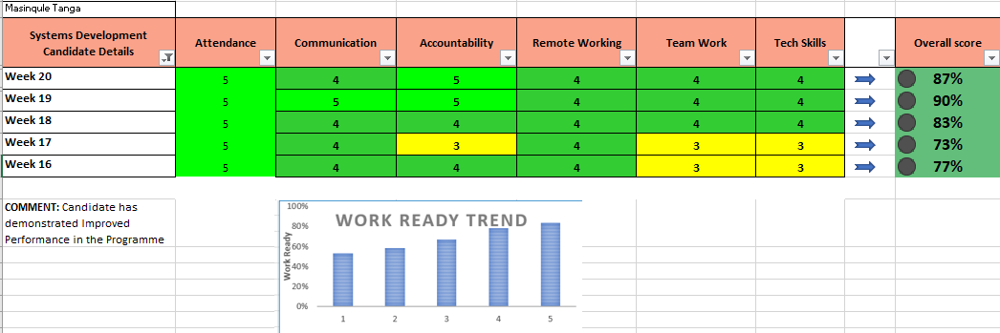 Masinqule Tanga
Systems Development Candidate Details Attendance Communication Accountability Remote Working Team Work Tech Skills Overall score
Week 20 5 4 5 4 4 4 87%
Week 19 5 5 5 4 4 4 90%
Week 18 5 4 4 4 4 4 83%
Week 17 5 4 3 4 3 3 73%
Week 16 5 4 4 4 3 3 77%
COMMENT: Candidate has
demonstrated Improved
Performance in the Programme
WORK READY TREND
Work Ready
100%
80%
60%
40%
20%
0%
1 2 3 4 5